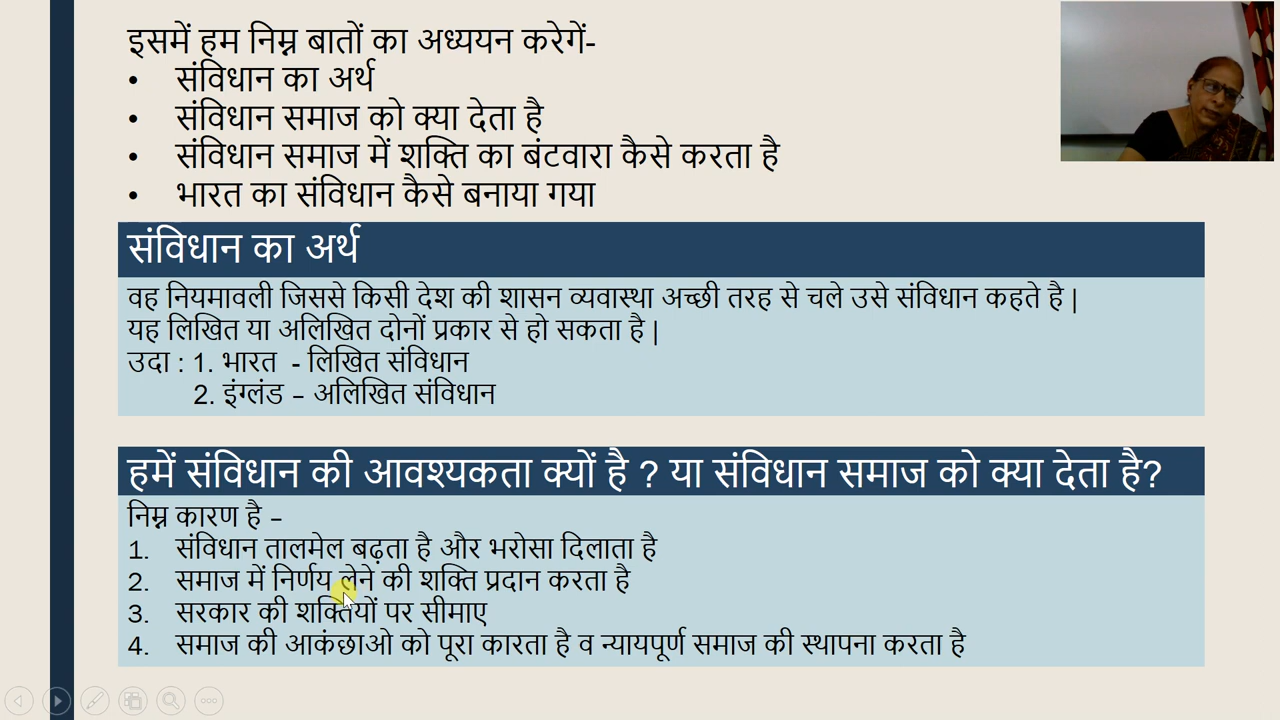 इसमें हम निम्न बातों का अध्ययन करेगें-
• संविधान का अर्थ
• संविधान समाज को क्या देता है
• संविधान समाज में शक्ति का बंटवारा कैसे करता है
• भारत का संविधान कैसे बनाया गया
संविधान का अर्थ
वह नियमावली जिससे किसी देश की शासन व्यवस्था अच्छी तरह से चले उसे संविधान कहते है |
यह लिखित या अलिखित दोनों प्रकार से हो सकता है |
उदा : 1. भारत - लिखित संविधान
2. इंग्लंड – अलिखित संविधान
हमें संविधान की आवश्यकता क्यों है ? या संविधान समाज को क्या देता है?
निम्न कारण है –
1. संविधान तालमेल बढ़ता है और भरोसा दिलाता है
2. समाज में निर्णय लेने की शक्ति प्रदान करता है
3. सरकार की शक्तियों पर सीमाए
4. समाज की आकंछाओ को पूरा कारता है व न्यायपूर्ण समाज की स्थापना करता है